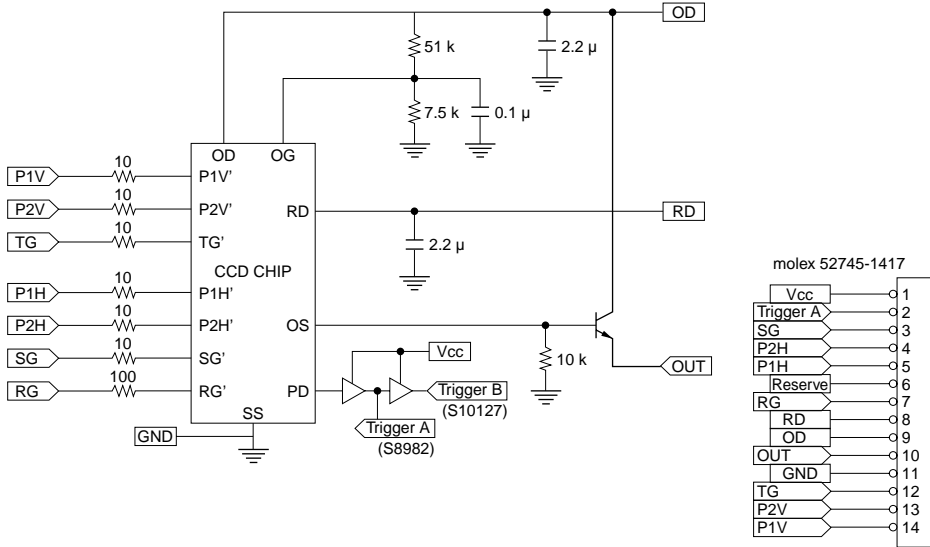 OD
51 k
2.2 µ
7.5 k
0.1 µ
OD
OG
P1V
10
P1V’
P2V
10
P2V’
RD
RD
TG
10
TG’
2.2 µ
CCD CHIP
P1H
10
P1H’
P2H
10
P2H’
OS
SG
10
SG’
Vcc
10 k
OUT
RG
100
RG’
PD
Trigger B
(S10127)
SS
GND
Trigger A
(S8982)
molex 52745-1417
Vcc 1
Trigger A 2
SG 3
P2H 4
P1H 5
Reserve 6
RG 7
RD 8
OD 9
OUT 10
GND 11
TG 12
P2V 13
P1V 14